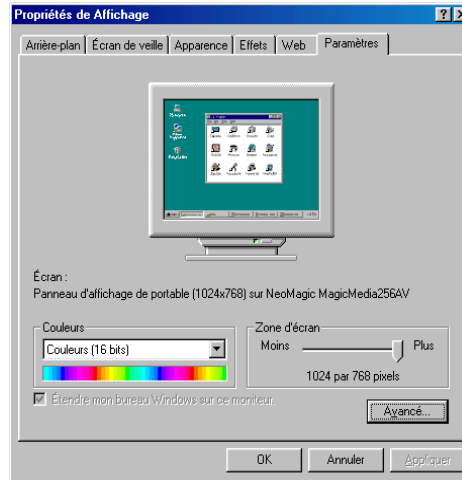 Propriétés de Affichage
Arrière-plan Écran de veille Apparence Effets Web Paramètres
Écran :
Panneau d'affichage de portable (1024x768) sur NeoMagic MagicMedia256AV
Couleurs
Zone d'écran
Couleurs (16 bits)
Moins Plus
1024 par 768 pixels
Étendre mon bureau Windows sur ce moniteur.
Avancé...
OK Annuler Appliquer